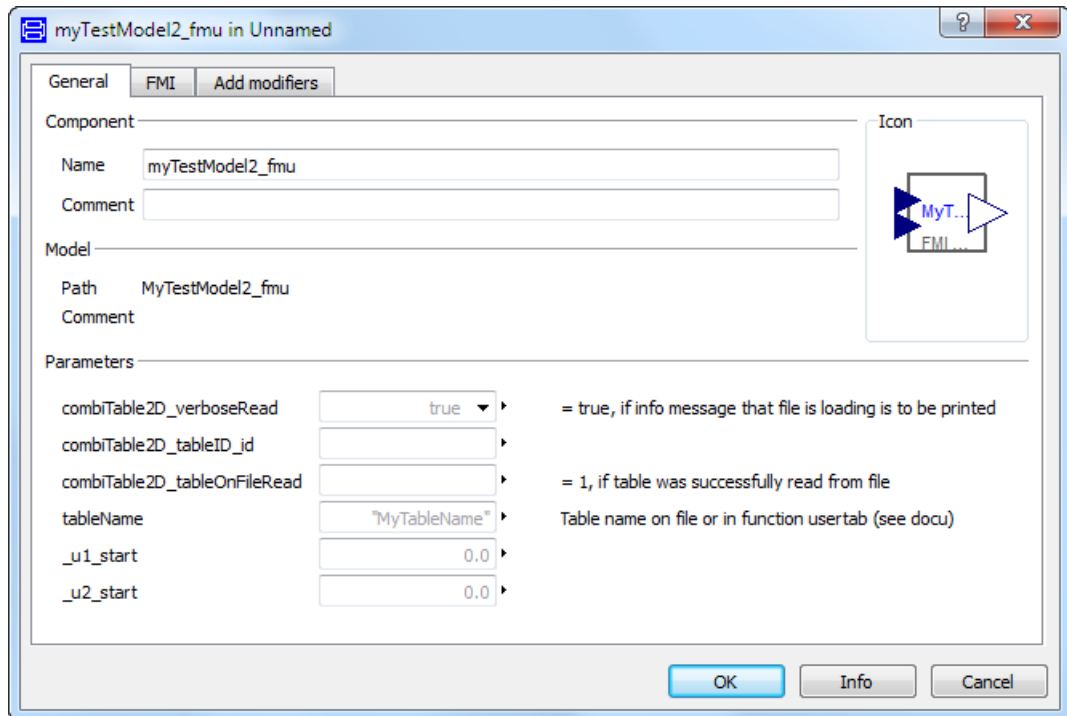 myTestModel2_fmu in Unnamed
General FMI Add modifiers
Component
Icon
Name myTestModel2_fmu
Comment
MyT...
FMI ...
Model
Path MyTestModel2_fmu
Comment
Parameters
combiTable2D_verboseRead true = true, if info message that file is loading is to be printed
combiTable2D_tableID_id
combiTable2D_tableOnFileRead = 1, if table was successfully read from file
tableName "MyTableName" Table name on file or in function usertab (see docu)
_u1_start 0.0
_u2_start 0.0
OK Info Cancel